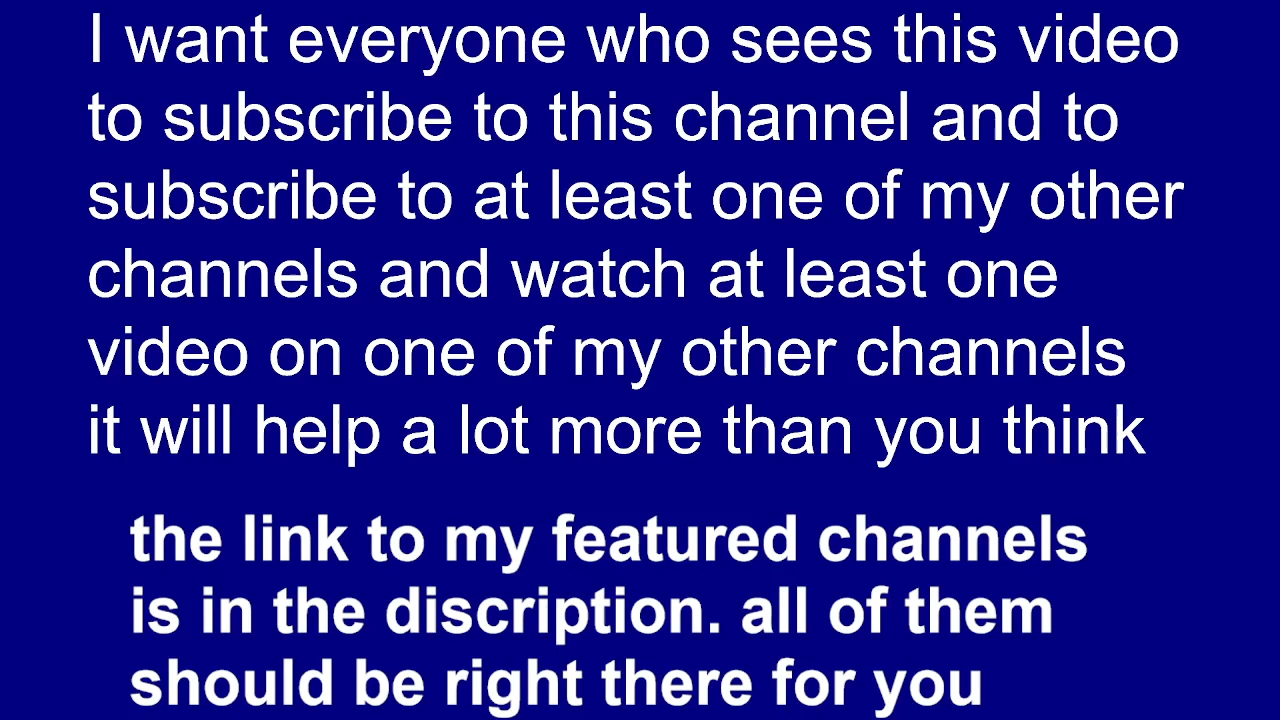 I want everyone who sees this video
to subscribe to this channel and to
subscribe to at least one of my other
channels and watch at least one
video on one of my other channels
it will help a lot more than you think
the link to my featured channels
is in the discription. all of them
should be right there for you